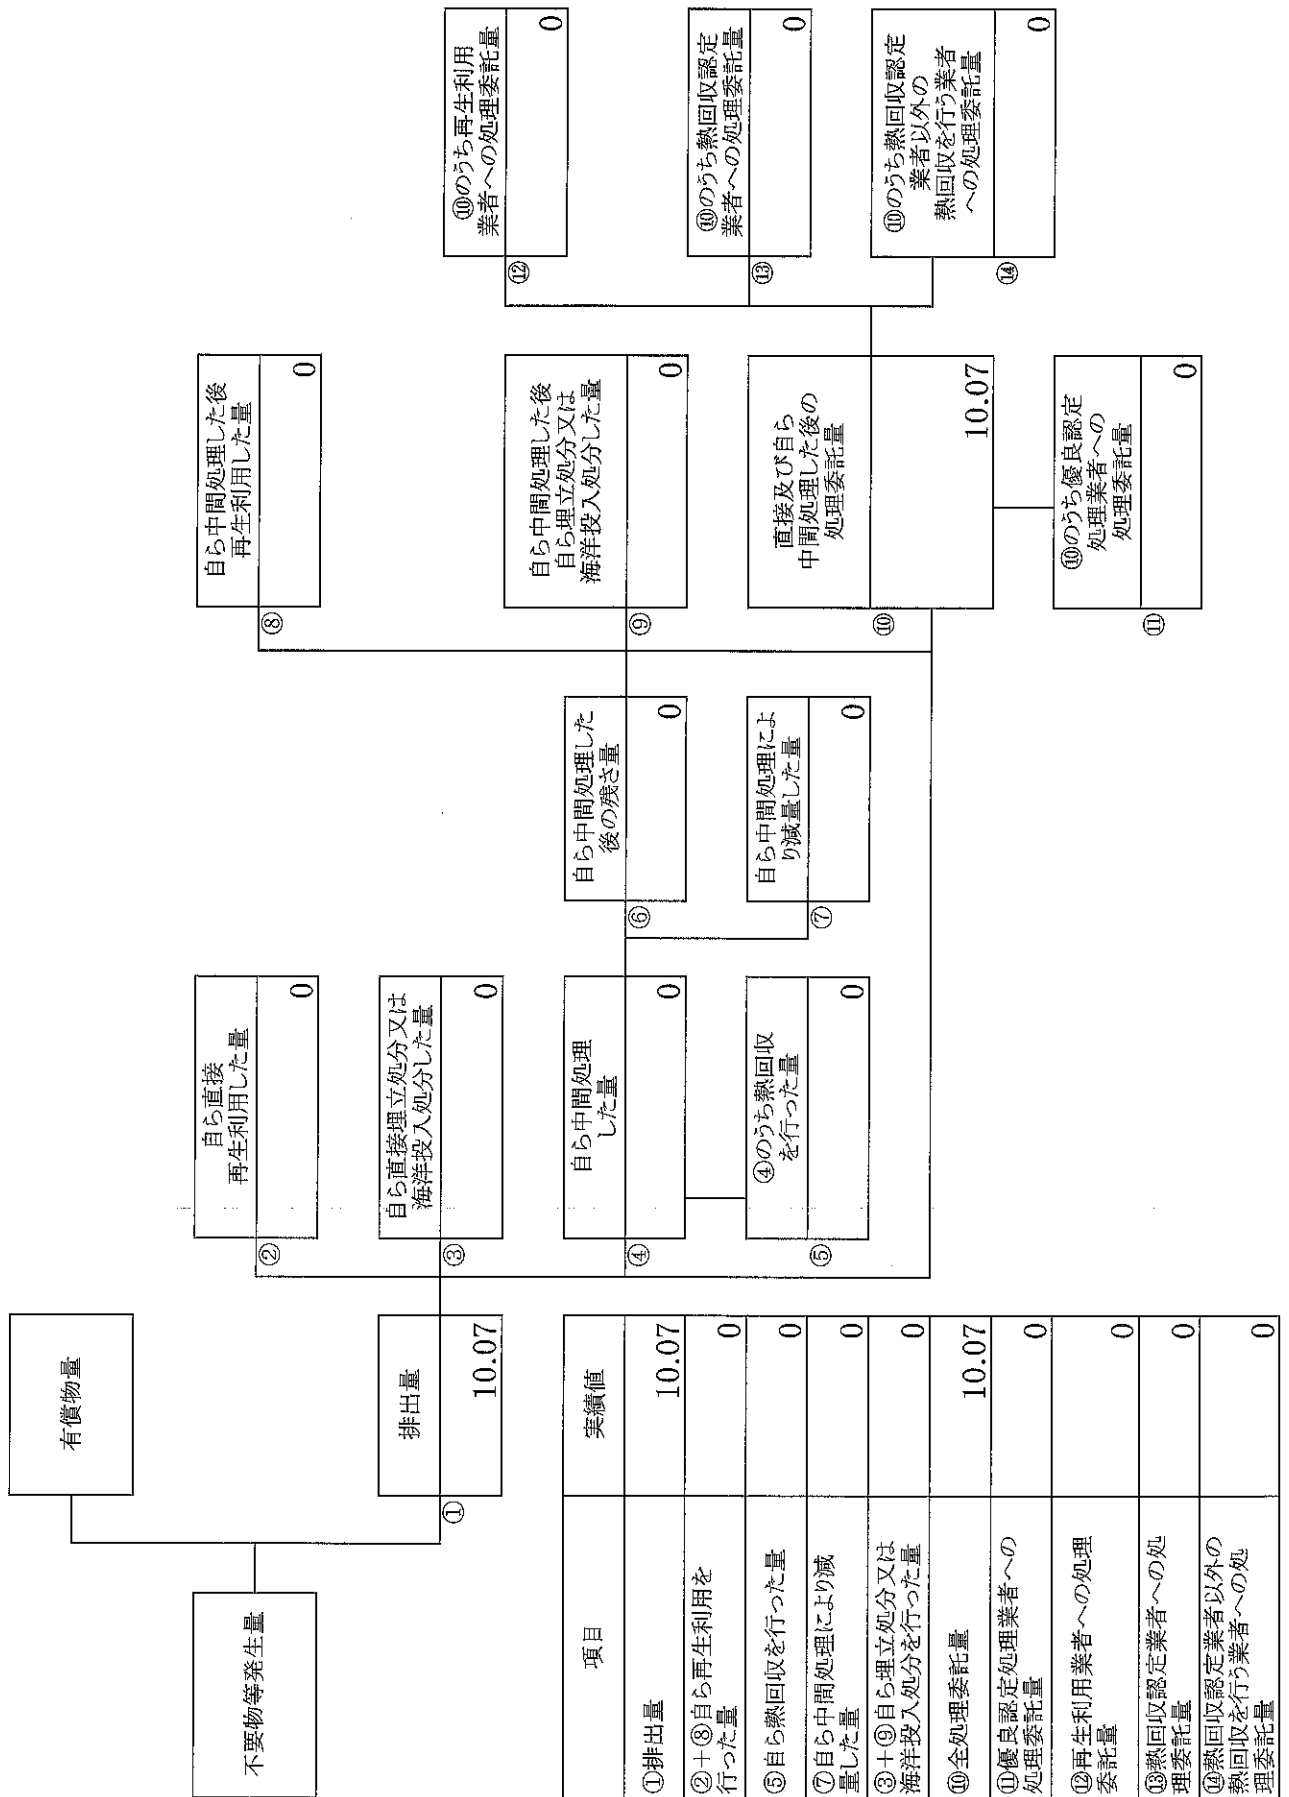 不要物等発生量
有償物量
①
排出量
10.07
②
自ら直接
再生利用した量
0
③
自ら直接埋立処分又は
海洋投入処分した量
0
④
自ら中間処理
した量
0
⑤
④のうち熱回収
を行った量
0
⑥
自ら中間処理した
後の残さ量
0
⑦
自ら中間処理によ
り減量した量
0
⑧
自ら中間処理した後
再生利用した量
0
⑨
自ら中間処理した後
自ら埋立処分又は
海洋投入処分した量
0
⑩
直接及び自ら
中間処理した後の
処理委託量
10.07
⑪
⑩のうち優良認定
処理業者への
処理委託量
0
⑫
⑩のうち再生利用
業者への処理委託量
0
⑬
⑩のうち熱回収認定
業者への処理委託量
0
⑭
⑩のうち熱回収認定
業者以外の
熱回収を行う業者
への処理委託量
0
項目 実績値
①排出量 10.07
②+⑧自ら再生利用を
行った量 0
⑤自ら熱回収を行った量 0
⑦自ら中間処理により減
量した量 0
③+⑨自ら埋立処分又は
海洋投入処分を行った量 0
⑩全処理委託量 10.07
⑪優良認定処理業者への
処理委託量 0
⑫再生利用業者への処理
委託量 0
⑬熱回収認定業者への処
理委託量 0
⑭熱回収認定業者以外の
熱回収を行う業者への処
理委託量 0